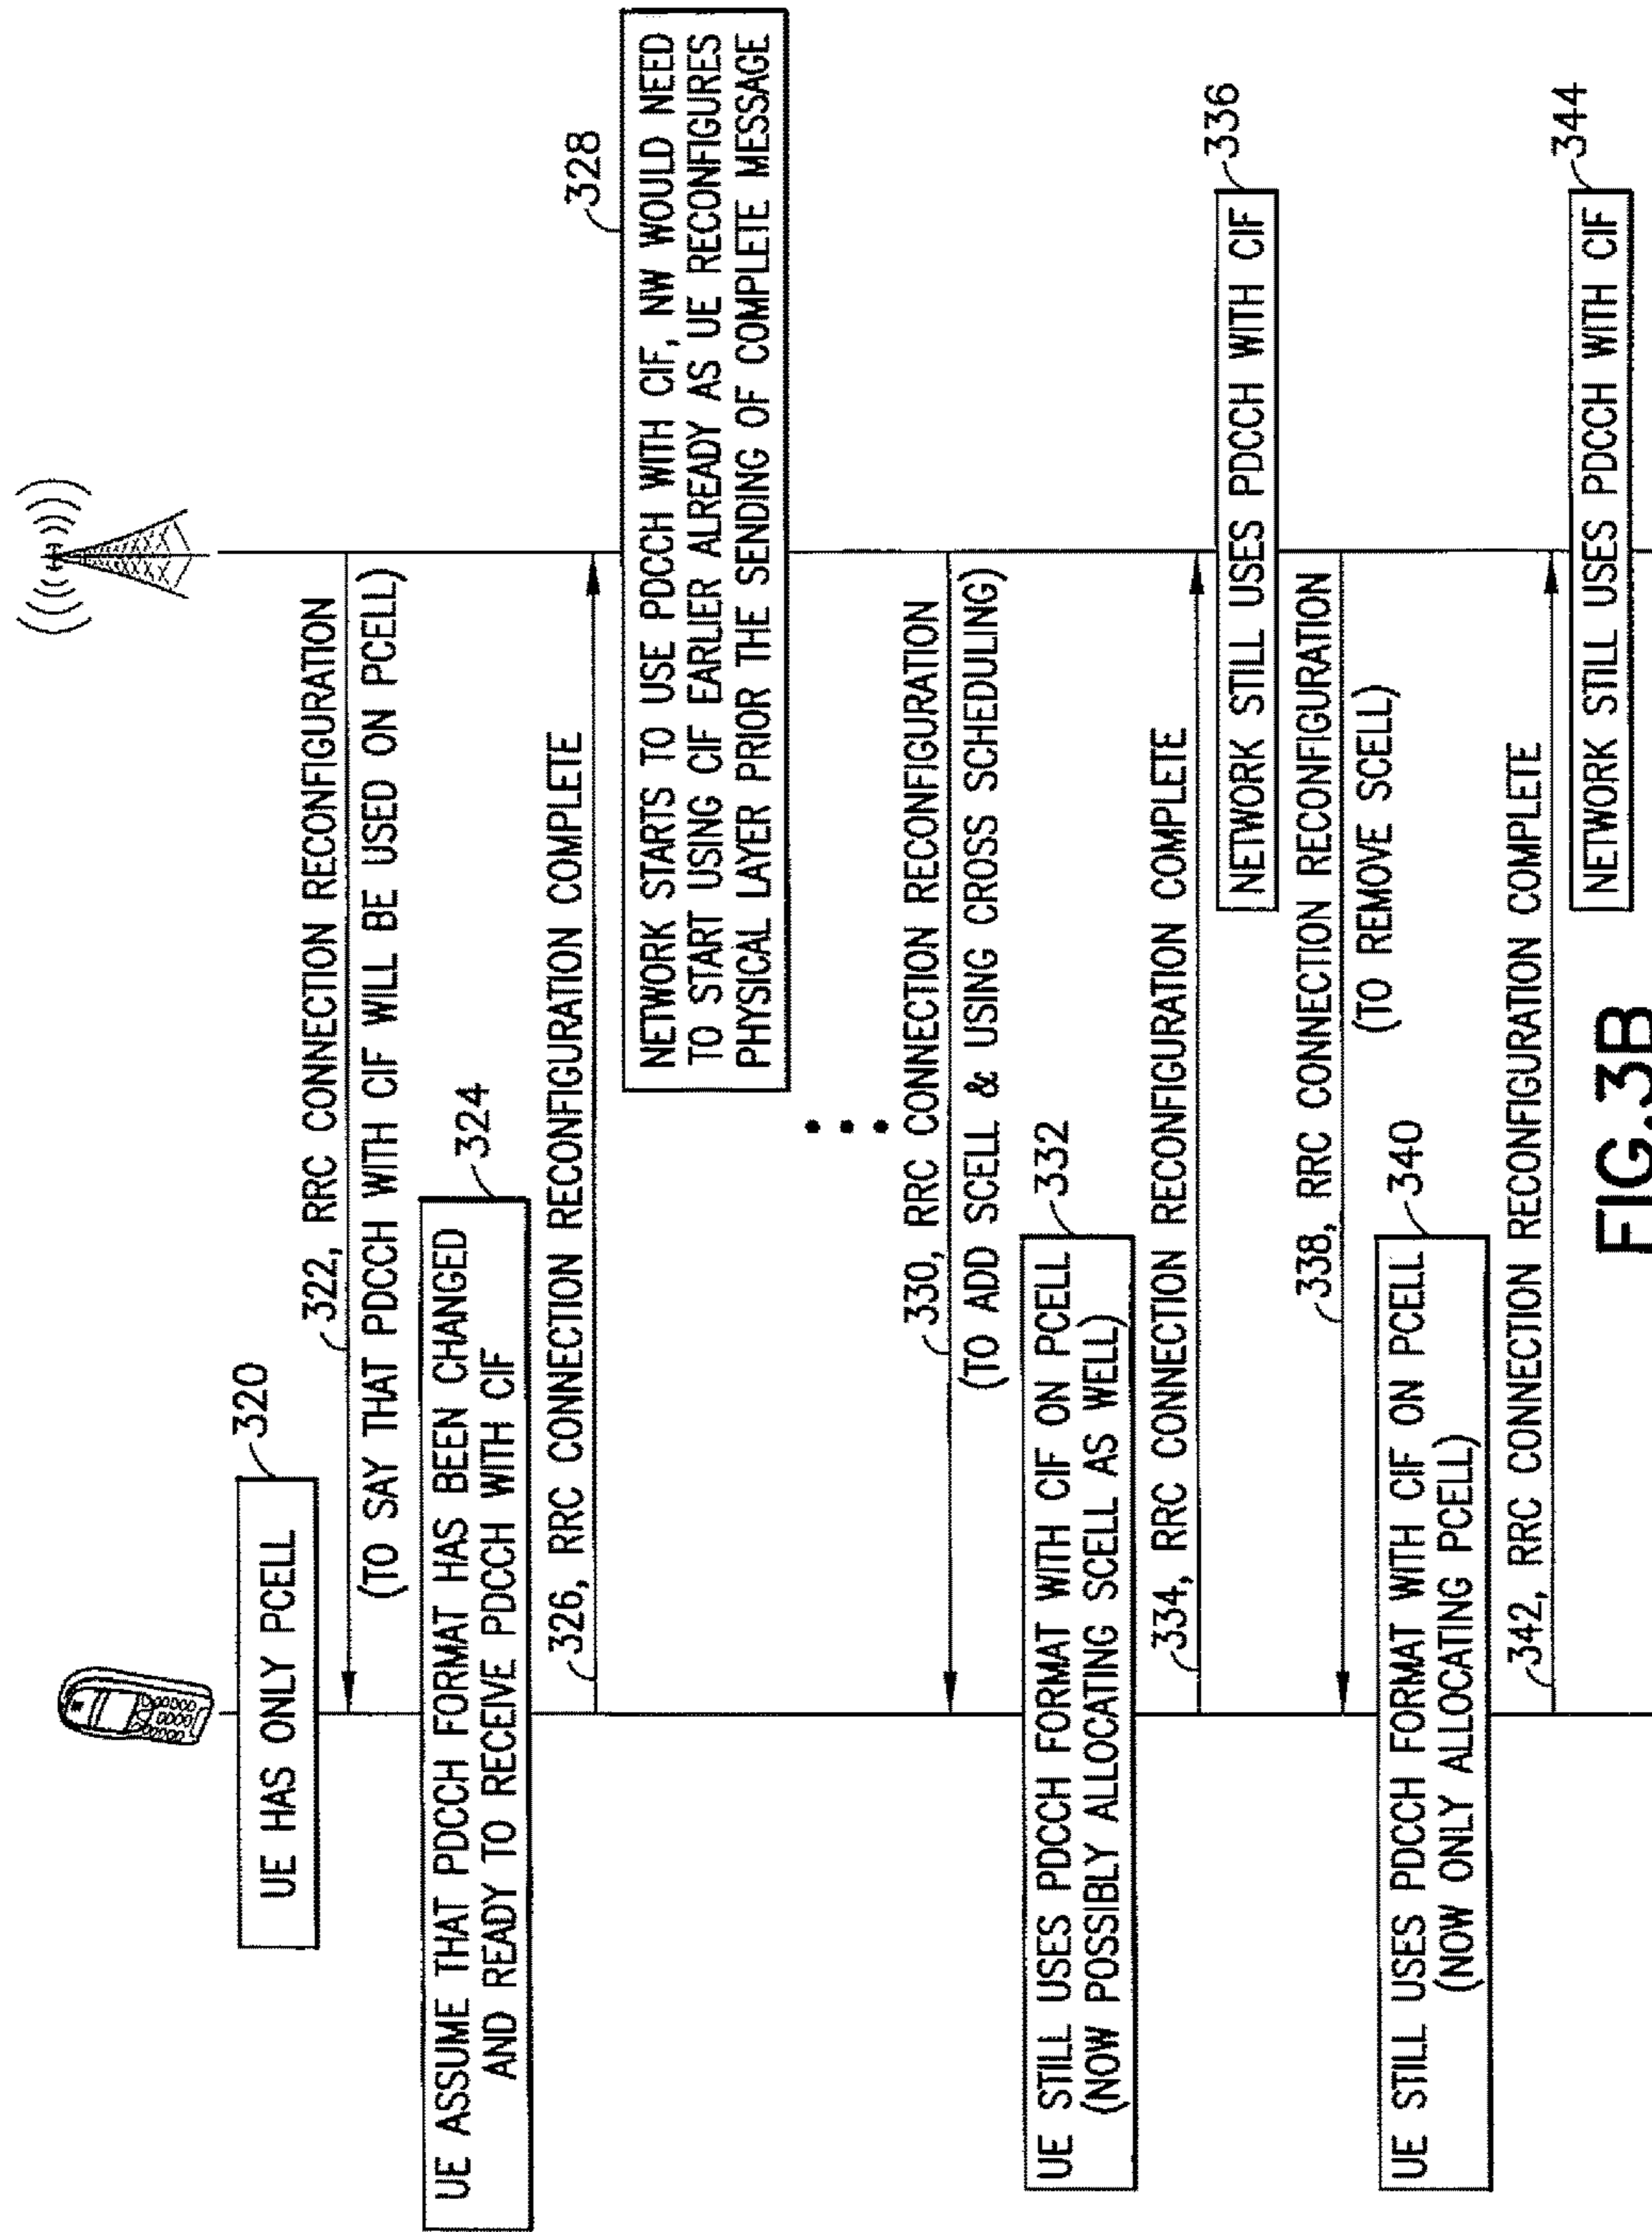 UE HAS ONLY PCELL
320
322, RRC CONNECTION RECONFIGURATION
(TO SAY THAT PDCCH WITH CIF WILL BE USED ON PCELL)
324
UE ASSUME THAT PDCCH FORMAT HAS BEEN CHANGED
AND READY TO RECEIVE PDCCH WITH CIF
326, RRC CONNECTION RECONFIGURATION COMPLETE
328
NETWORK STARTS TO USE PDCCH WITH CIF, NW WOULD NEED
TO START USING CIF EARLIER ALREADY AS UE RECONFIGURES
PHYSICAL LAYER PRIOR THE SENDING OF COMPLETE MESSAGE
330, RRC CONNECTION RECONFIGURATION
(TO ADD SCELL & USING CROSS SCHEDULING)
332
UE STILL USES PDCCH FORMAT WITH CIF ON PCELL
(NOW POSSIBLY ALLOCATING SCELL AS WELL)
334, RRC CONNECTION RECONFIGURATION COMPLETE
336
NETWORK STILL USES PDCCH WITH CIF
338, RRC CONNECTION RECONFIGURATION
(TO REMOVE SCELL)
340
UE STILL USES PDCCH FORMAT WITH CIF ON PCELL
(NOW ONLY ALLOCATING PCELL)
342, RRC CONNECTION RECONFIGURATION COMPLETE
344
NETWORK STILL USES PDCCH WITH CIF
FIG.3B